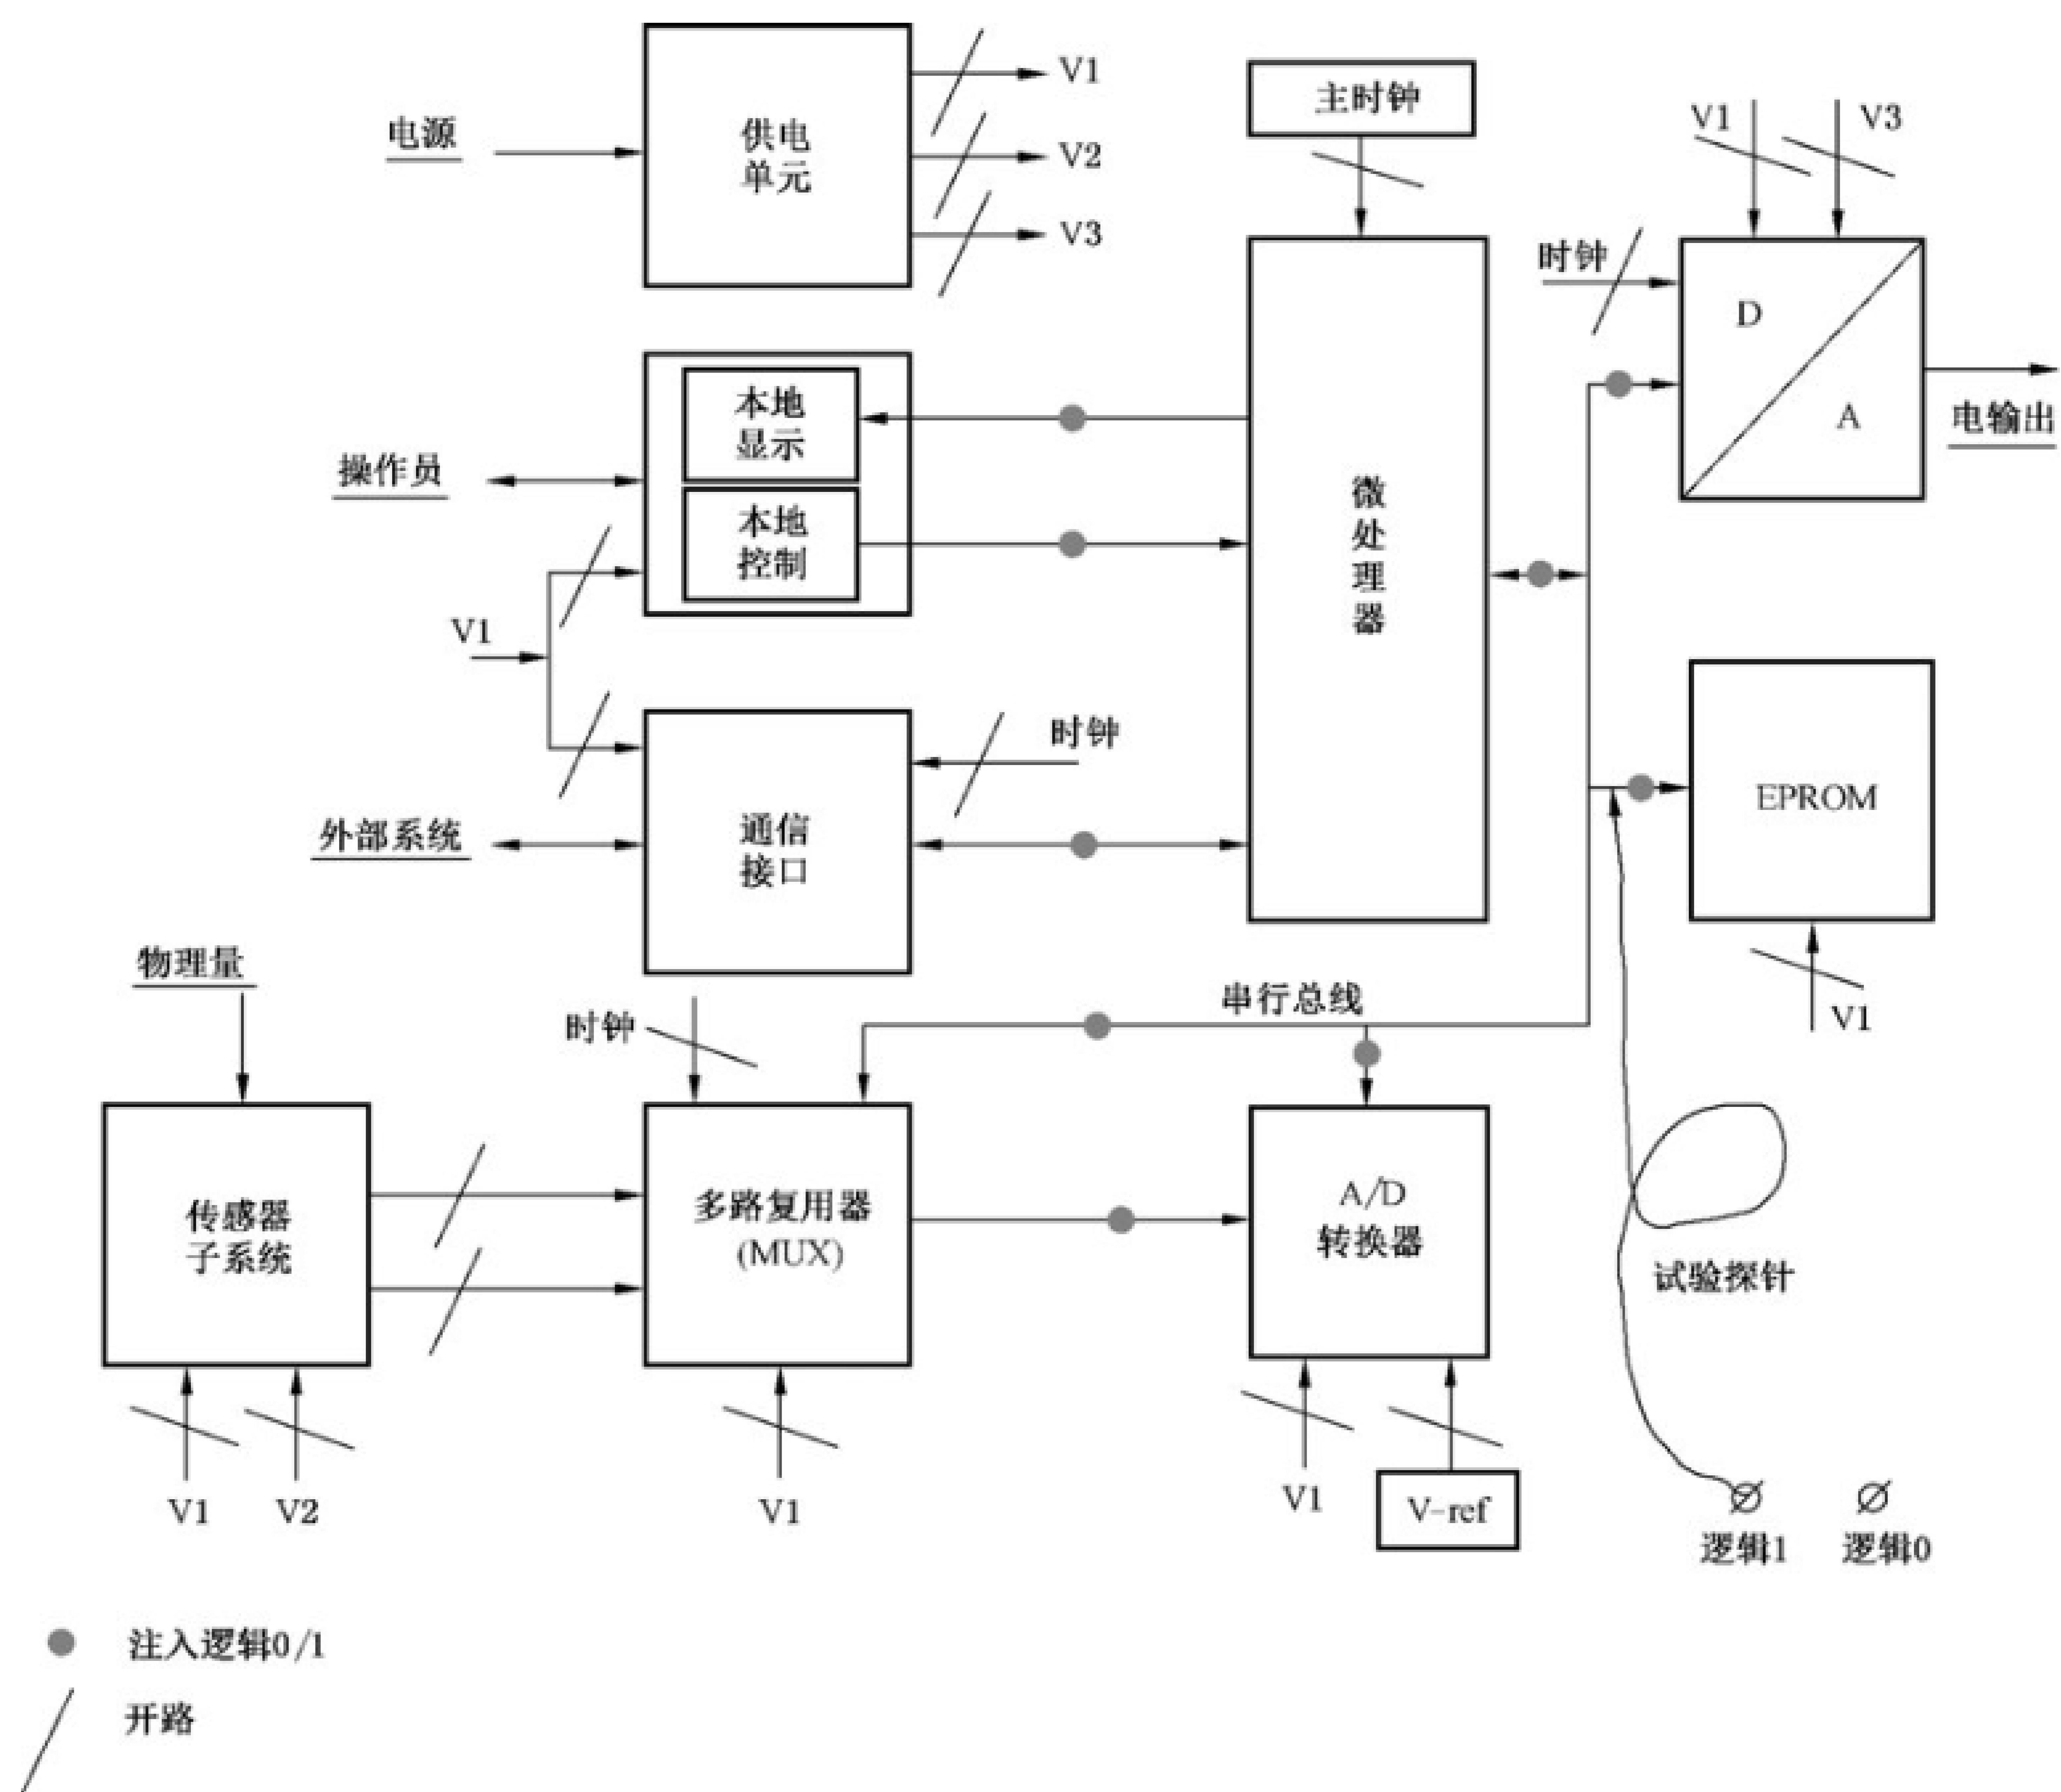 电源
供电
单元
V1
V2
V3
主时钟
V1
V3
时钟
D
A
电输出
本地
显示
操作员
本地
控制
V1
微
处
理
器
时钟
通信
接口
外部系统
EPROM
V1
物理量
时钟
串行总线
传感器
子系统
多路复用器
(MUX)
A/D
转换器
试验探针
V1
V2
V1
V1
V-ref
逻辑1
逻辑0
注入逻辑0/1
开路